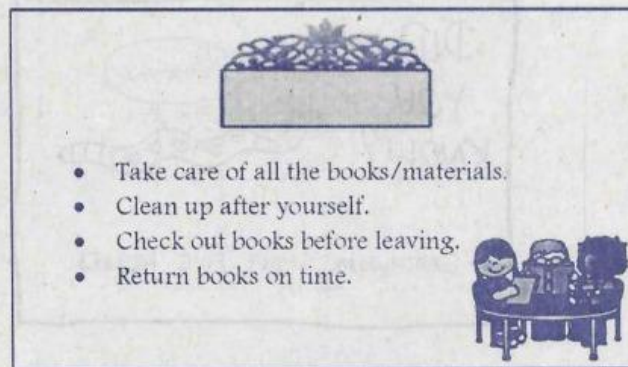 • Take care of all the books/materials.
• Clean up after yourself.
• Check out books before leaving.
• Return books on time.